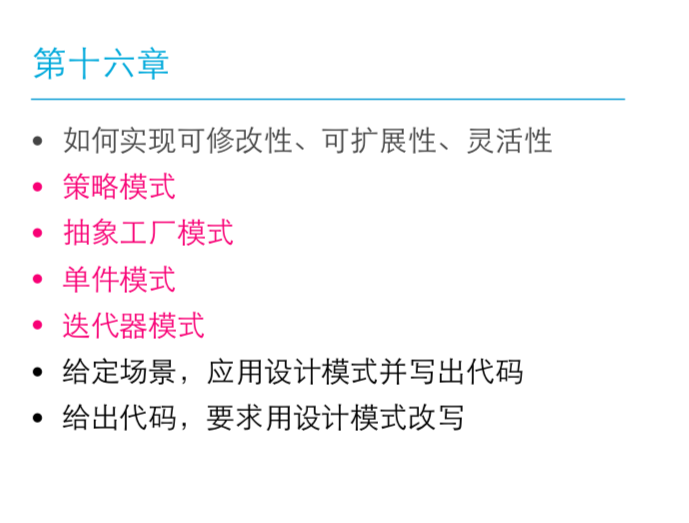 第十六章
• 如何实现可修改性、可扩展性、灵活性
• 策略模式
• 抽象工厂模式
• 单件模式
• 迭代器模式
• 给定场景，应用设计模式并写出代码
• 给出代码，要求用设计模式改写